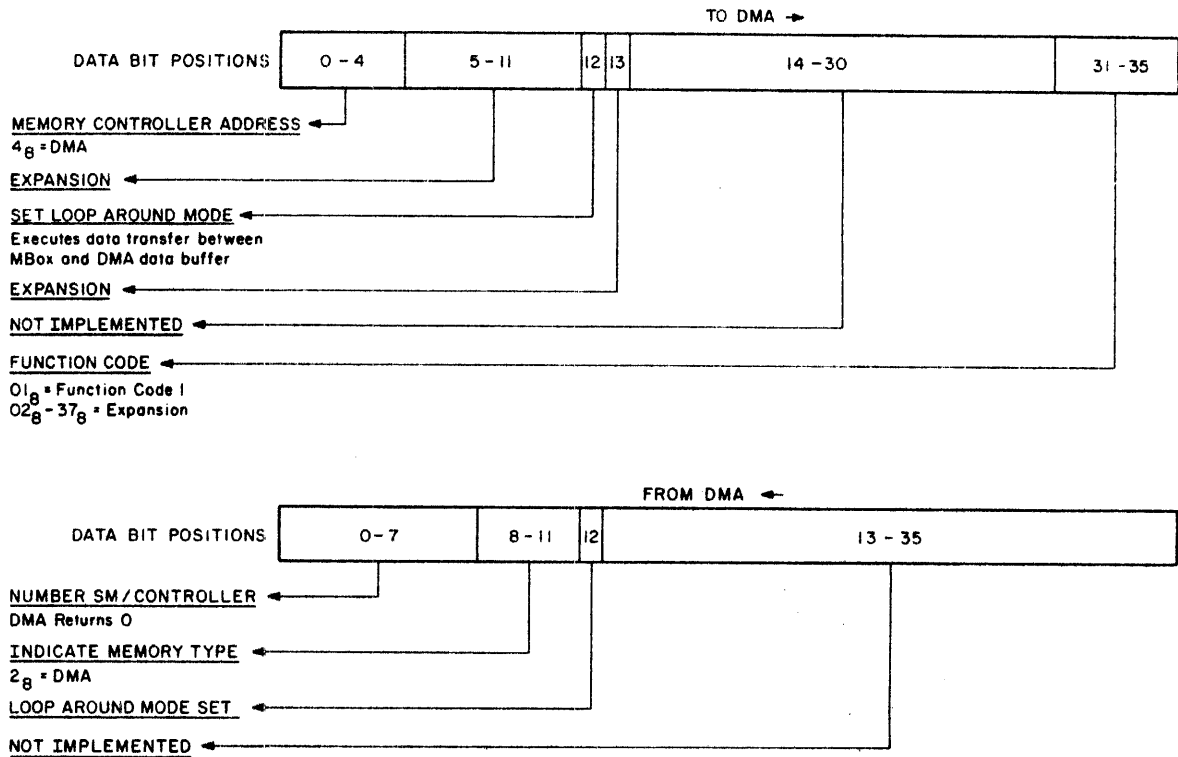 TO DMA →
DATA BIT POSITIONS 0-4 5-11 12 13 14-30 31-35
MEMORY CONTROLLER ADDRESS
4₈ = DMA
EXPANSION
SET LOOP AROUND MODE
Executes data transfer between
MBox and DMA data buffer
EXPANSION
NOT IMPLEMENTED
FUNCTION CODE
01₈ = Function Code 1
02₈-37₈ = Expansion
FROM DMA ←
DATA BIT POSITIONS 0-7 8-11 12 13-35
NUMBER SM/CONTROLLER
DMA Returns 0
INDICATE MEMORY TYPE
2₈ = DMA
LOOP AROUND MODE SET
NOT IMPLEMENTED